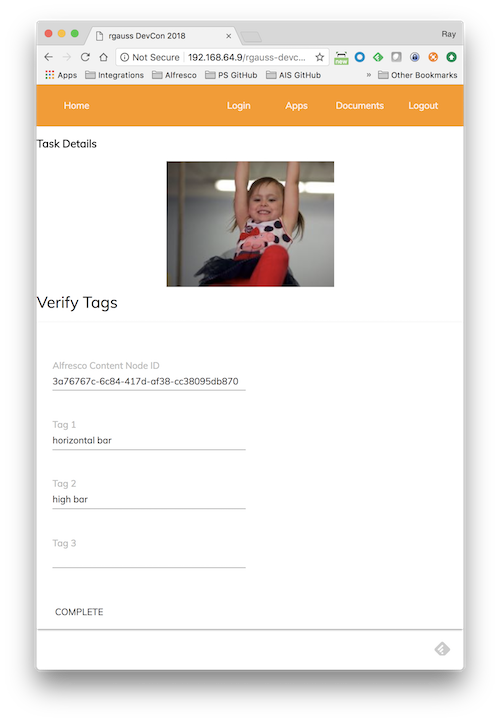 rgauss DevCon 2018
Ray
Not Secure 192.168.64.9/rgauss-devc...
new
Apps Integrations Alfresco PS GitHub AIS GitHub » Other Bookmarks
Home Login Apps Documents Logout
Task Details
Verify Tags
Alfresco Content Node ID
3a76767c-6c84-417d-af38-cc38095db870
Tag 1
horizontal bar
Tag 2
high bar
Tag 3
COMPLETE